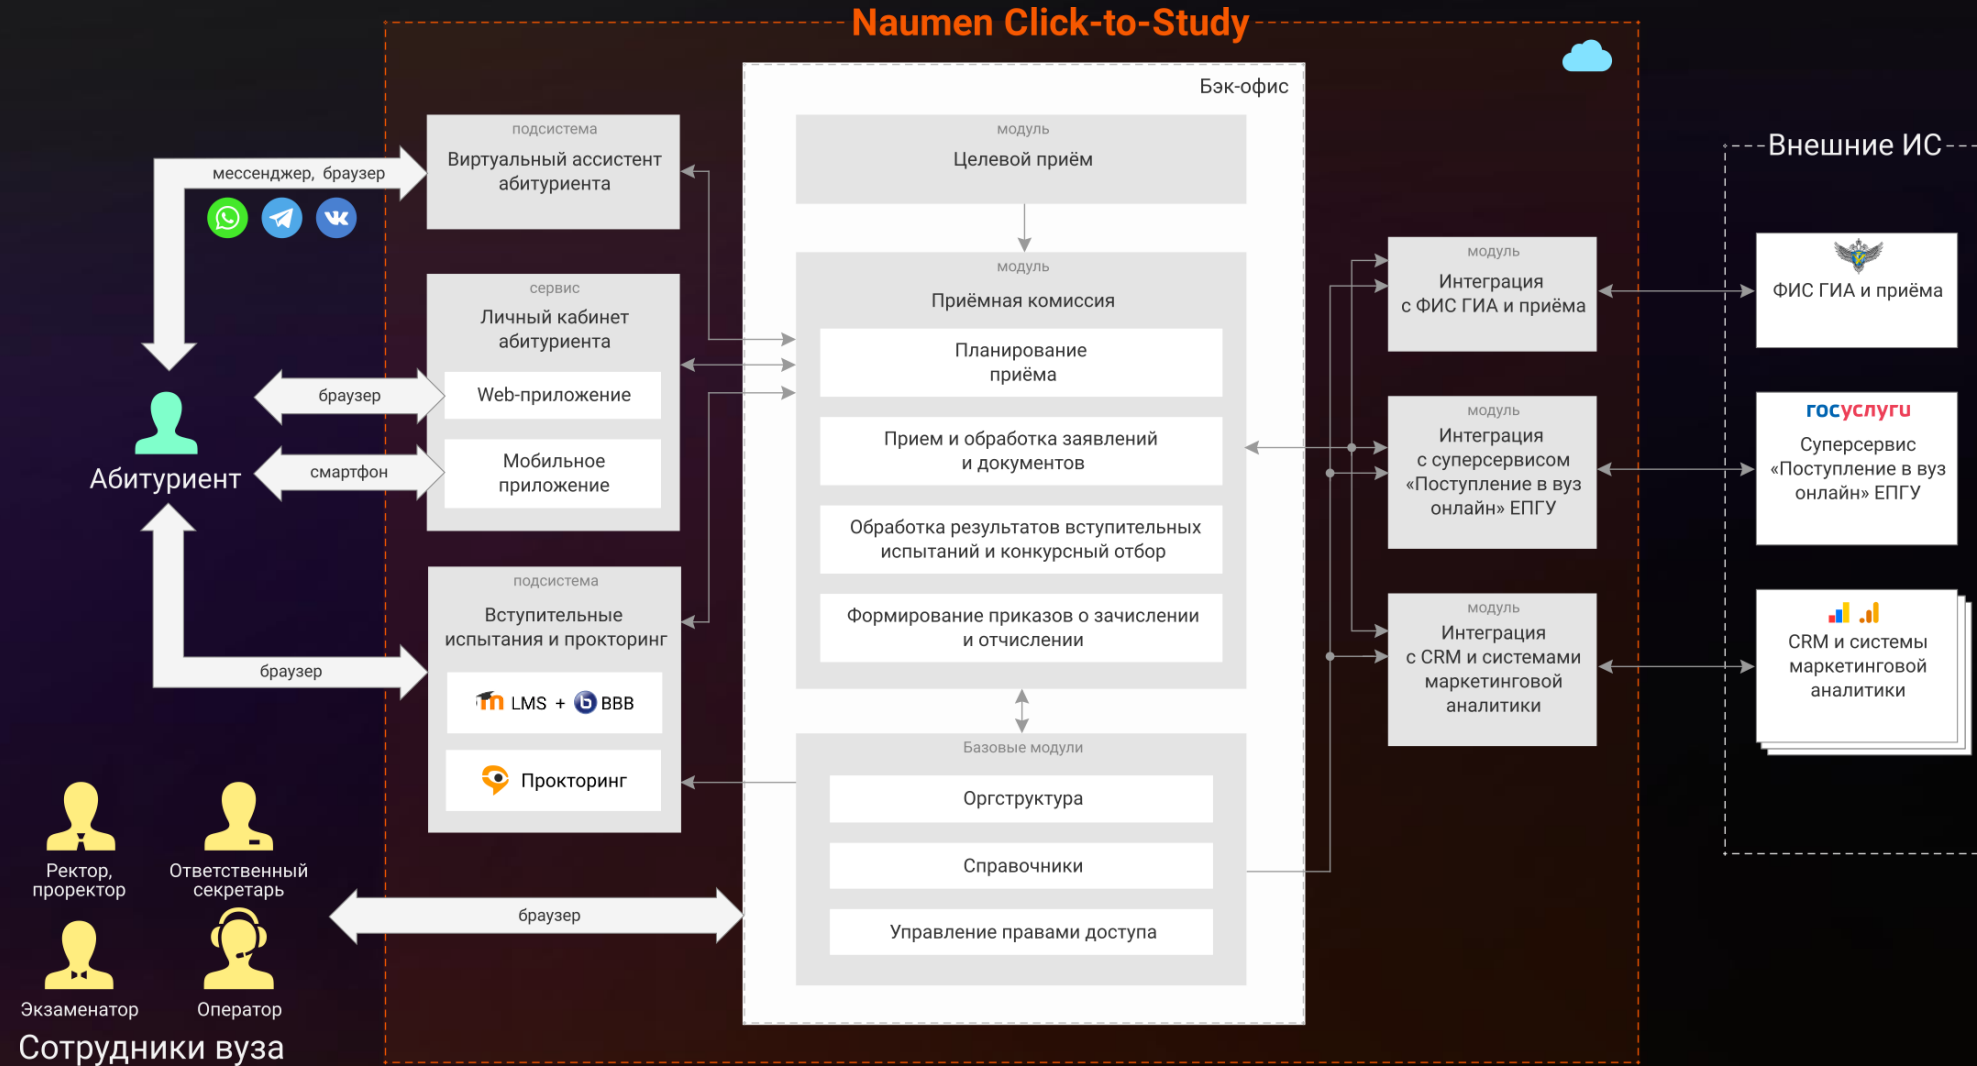 Naumen Click-to-Study
Бэк-офис
Внешние ИС
подсистема
Виртуальный ассистент
абитуриента
мессенджер, браузер
сервис
Личный кабинет
абитуриента
Web-приложение
Мобильное
приложение
браузер
смартфон
Абитуриент
подсистема
Вступительные
испытания и прокторинг
браузер
m LMS + b BBB
Прокторинг
модуль
Целевой приём
модуль
Приёмная комиссия
Планирование
приёма
Прием и обработка заявлений
и документов
Обработка результатов вступительных
испытаний и конкурсный отбор
Формирование приказов о зачислении
и отчислении
Базовые модули
Оргструктура
Справочники
Управление правами доступа
модуль
Интеграция
с ФИС ГИА и приёма
модуль
Интеграция
с суперсервисом
«Поступление в вуз
онлайн» ЕПГУ
модуль
Интеграция
с CRM и системами
маркетинговой
аналитики
ФИС ГИА и приёма
госуслуги
Суперсервис
«Поступление в вуз
онлайн» ЕПГУ
CRM и системы
маркетинговой
аналитики
Ректор,
проректор
Ответственный
секретарь
Экзаменатор
Оператор
Сотрудники вуза
браузер